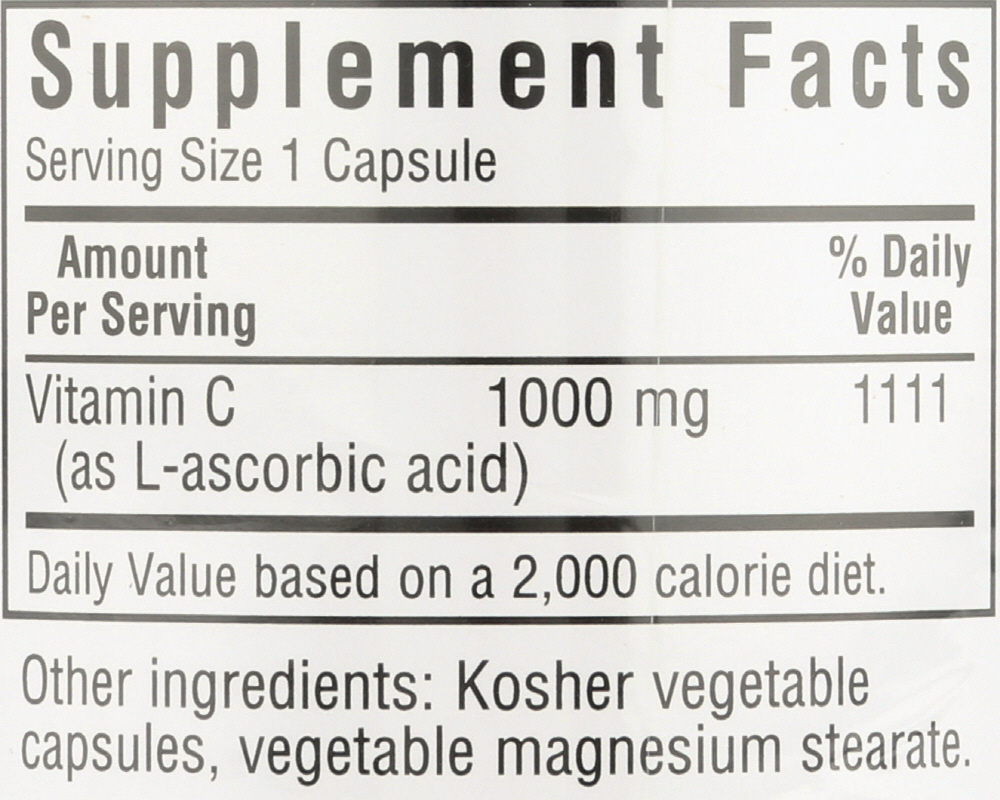 Supplement Facts
Serving Size 1 Capsule
Amount
Per Serving
% Daily
Value
Vitamin C 1000 mg 1111
(as L-ascorbic acid)
Daily Value based on a 2,000 calorie diet.
Other ingredients: Kosher vegetable
capsules, vegetable magnesium stearate.